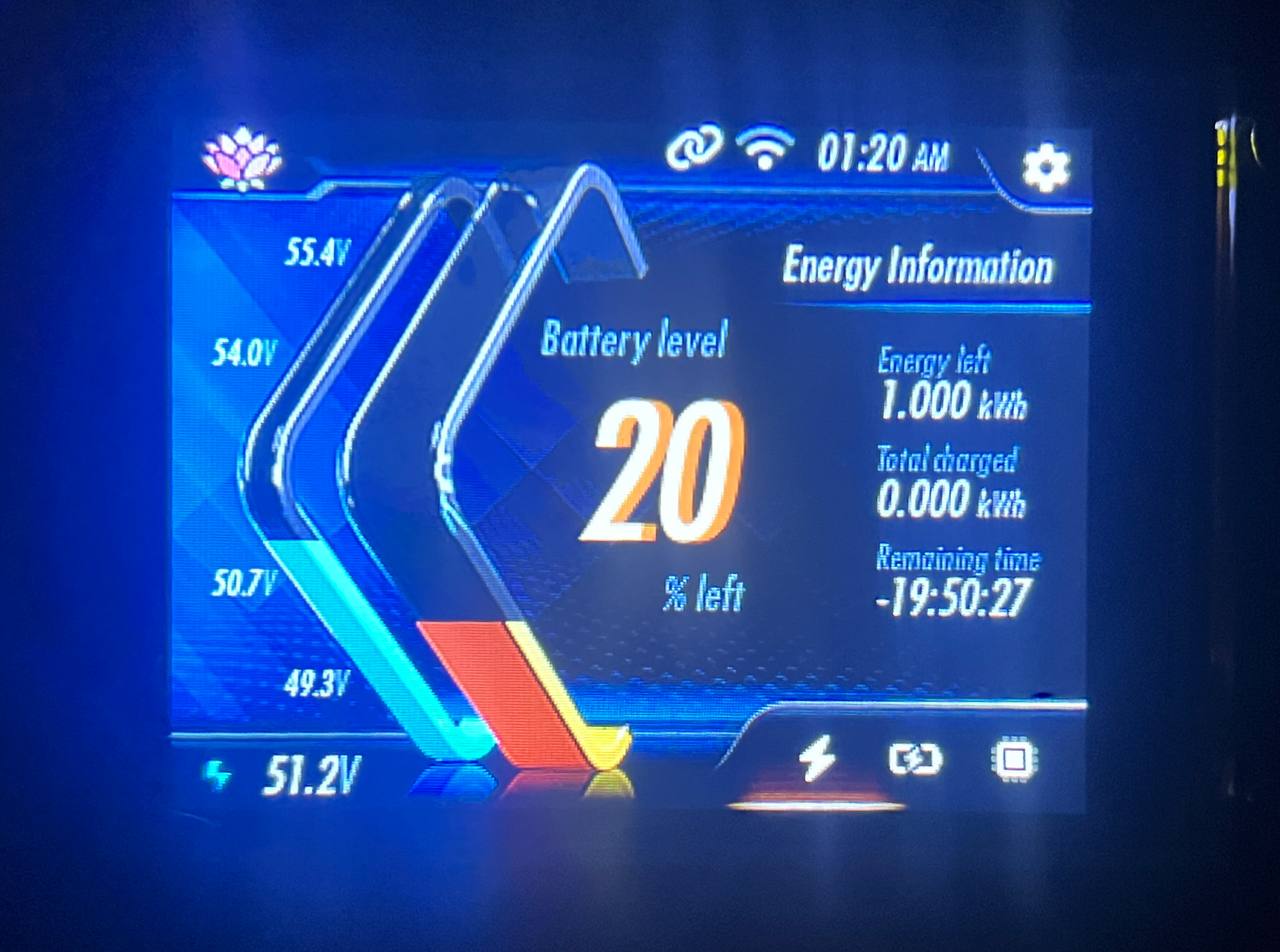 01:20 AM
55.4V
Energy Information
54.0V
Battery level
20
% left
Energy left
1.000 kWh
Total charged
0.000 kWh
Remaining time
-19:50:27
50.7V
49.3V
51.2V